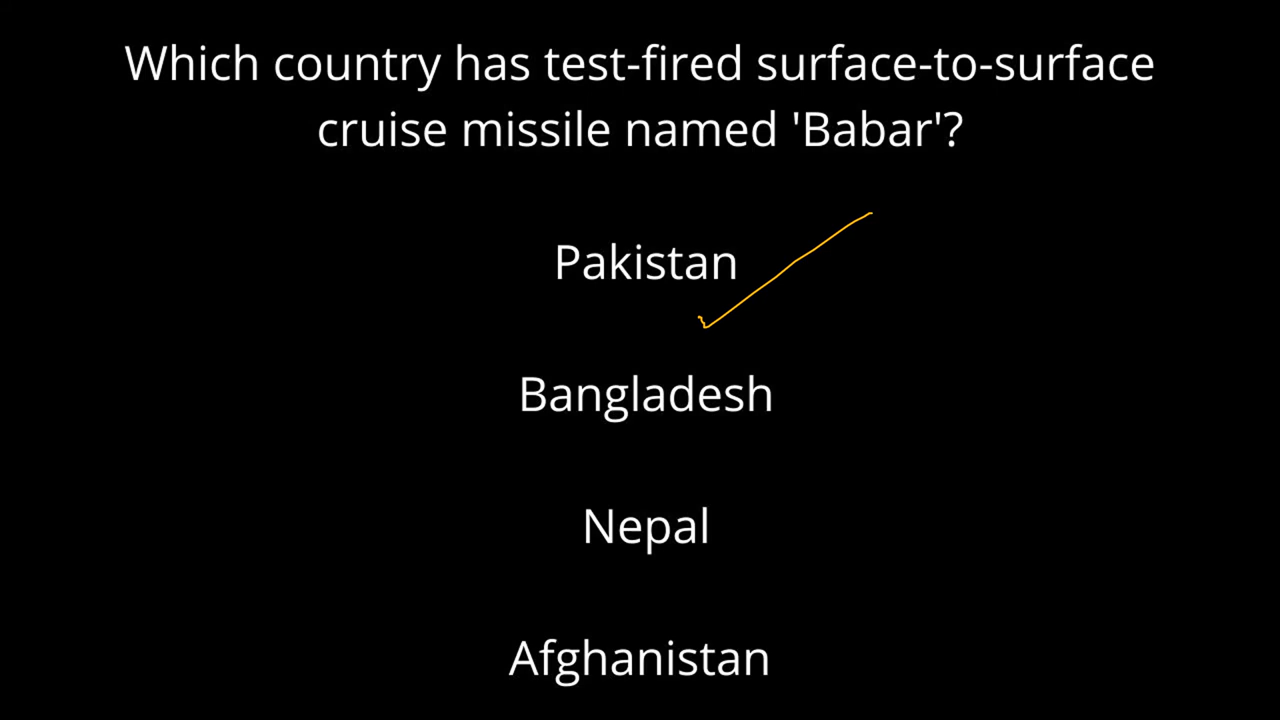 Which country has test-fired surface-to-surface
cruise missile named 'Babar'?
Pakistan
Bangladesh
Nepal
Afghanistan